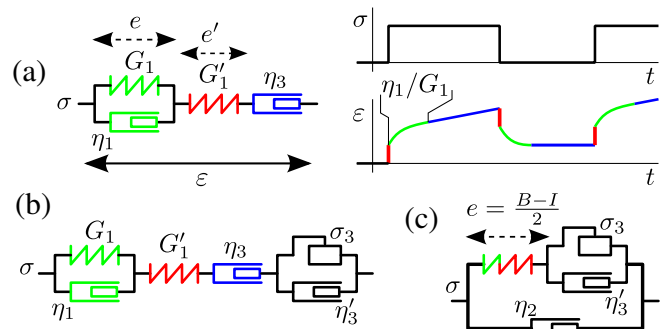 (a)
e
e′
G₁
G′₁
η₃
σ
η₁
ε
σ
t
η₁/G₁
ε
t
(b)
G₁
G′₁
η₃
σ₃
σ
η₁
η′₃
(c)
e = (B−I)/2
σ₃
σ
η′₃
η₂